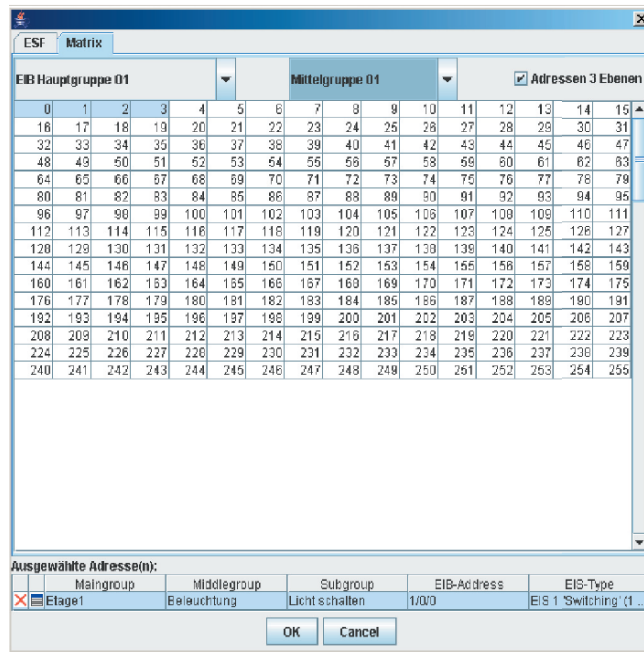 ESF Matrix
EIB Hauptgruppe 01 Mittelgruppe 01 Adressen 3 Ebenen
0 1 2 3 4 5 6 7 8 9 10 11 12 13 14 15
16 17 18 19 20 21 22 23 24 25 26 27 28 29 30 31
32 33 34 35 36 37 38 39 40 41 42 43 44 45 46 47
48 49 50 51 52 53 54 55 56 57 58 59 60 61 62 63
64 65 66 67 68 69 70 71 72 73 74 75 76 77 78 79
80 81 82 83 84 85 86 87 88 89 90 91 92 93 94 95
96 97 98 99 100 101 102 103 104 105 106 107 108 109 110 111
112 113 114 115 116 117 118 119 120 121 122 123 124 125 126 127
128 129 130 131 132 133 134 135 136 137 138 139 140 141 142 143
144 145 146 147 148 149 150 151 152 153 154 155 156 157 158 159
160 161 162 163 164 165 166 167 168 169 170 171 172 173 174 175
176 177 178 179 180 181 182 183 184 185 186 187 188 189 190 191
192 193 194 195 196 197 198 199 200 201 202 203 204 205 206 207
208 209 210 211 212 213 214 215 216 217 218 219 220 221 222 223
224 225 226 227 228 229 230 231 232 233 234 235 236 237 238 239
240 241 242 243 244 245 246 247 248 249 250 251 252 253 254 255
Ausgewählte Adresse(n):
Maingroup Middlegroup Subgroup EIB-Address EIS-Type
Etage1 Beleuchtung Licht schalten 1/0/0 EIS 1 'Switching' (1 ...
OK Cancel